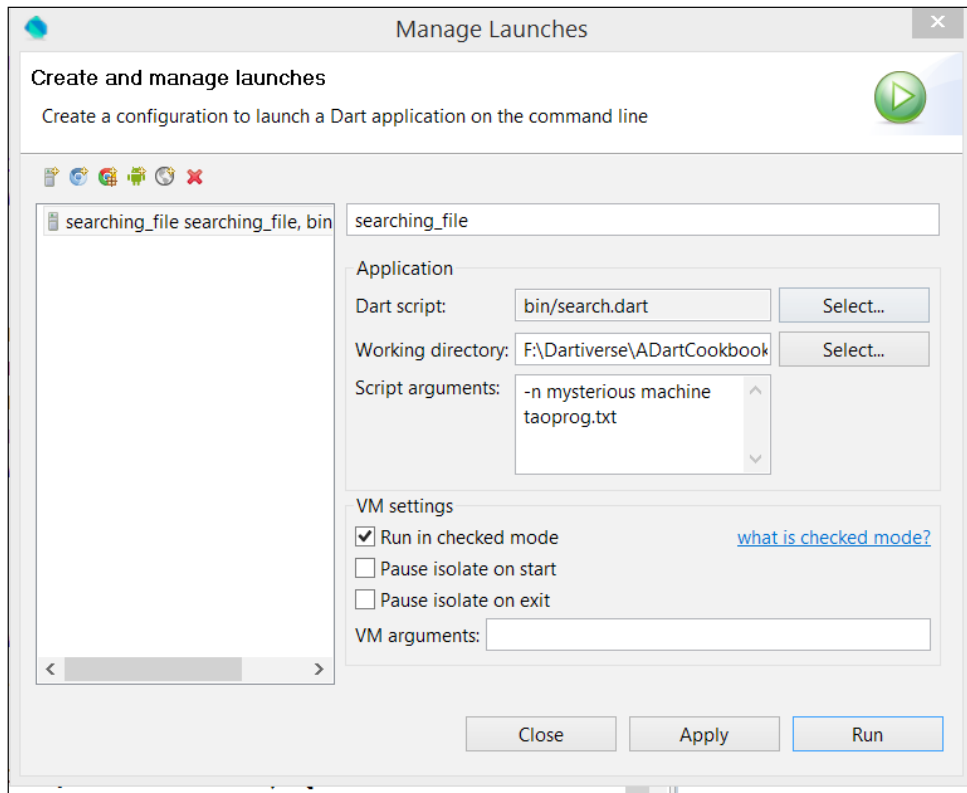 Manage Launches
Create and manage launches
Create a configuration to launch a Dart application on the command line
searching_file searching_file, bin
searching_file
Application
Dart script:
bin/search.dart
Select...
Working directory:
F:\Dartiverse\ADartCookbook
Select...
Script arguments:
-n mysterious machine
taoprog.txt
VM settings
Run in checked mode
what is checked mode?
Pause isolate on start
Pause isolate on exit
VM arguments:
Close
Apply
Run